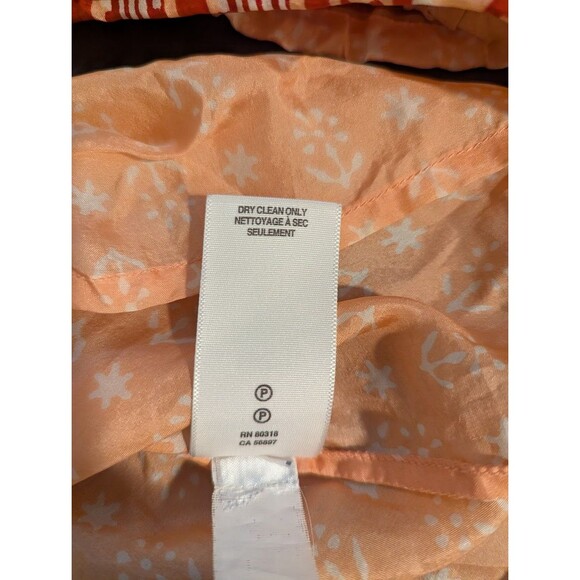 DRY CLEAN ONLY
NETTOYAGE À SEC
SEULEMENT
P
P
RN 80318
CA 56897